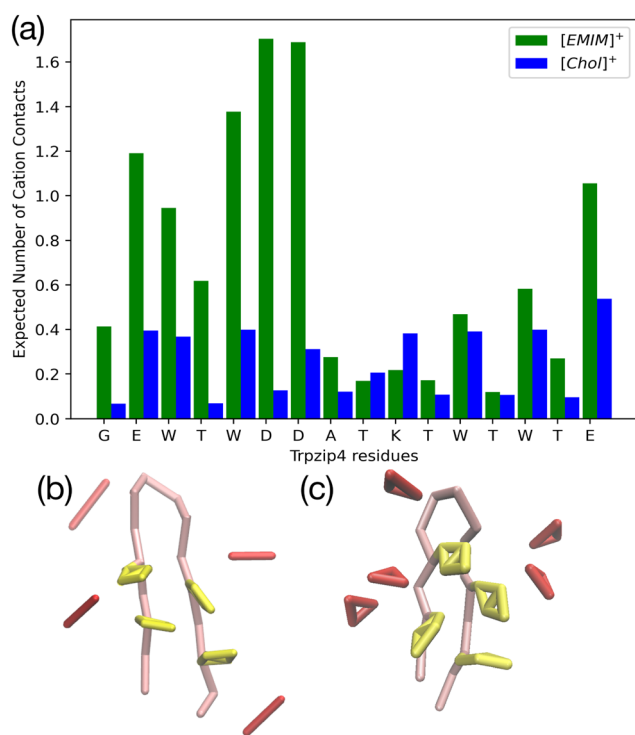 (a)
[EMIM]⁺
[Chol]⁺
Expected Number of Cation Contacts
1.6
1.4
1.2
1.0
0.8
0.6
0.4
0.2
0.0
G E W T W D D A T K T W T W T E
Trpzip4 residues
(b) (c)